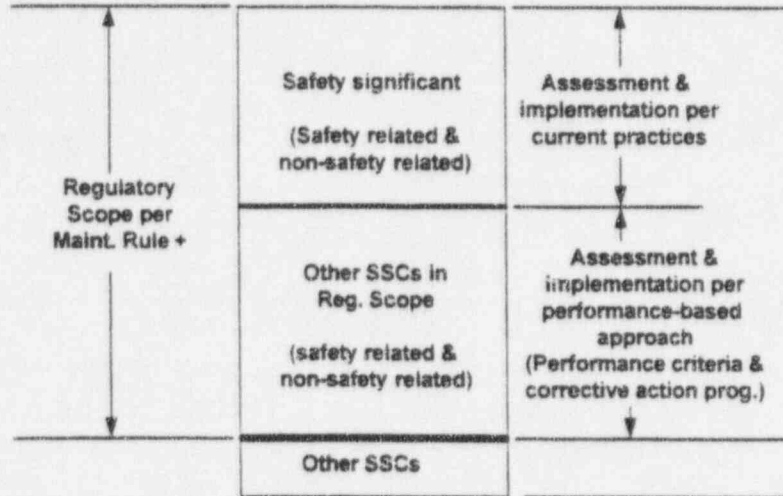 Regulatory
Scope per
Maint. Rule +
Safety significant
(Safety related &
non-safety related)
Other SSCs in
Reg. Scope
(safety related &
non-safety related)
Other SSCs
Assessment &
implementation per
current practices
Assessment &
implementation per
performance-based
approach
(Performance criteria &
corrective action prog.)